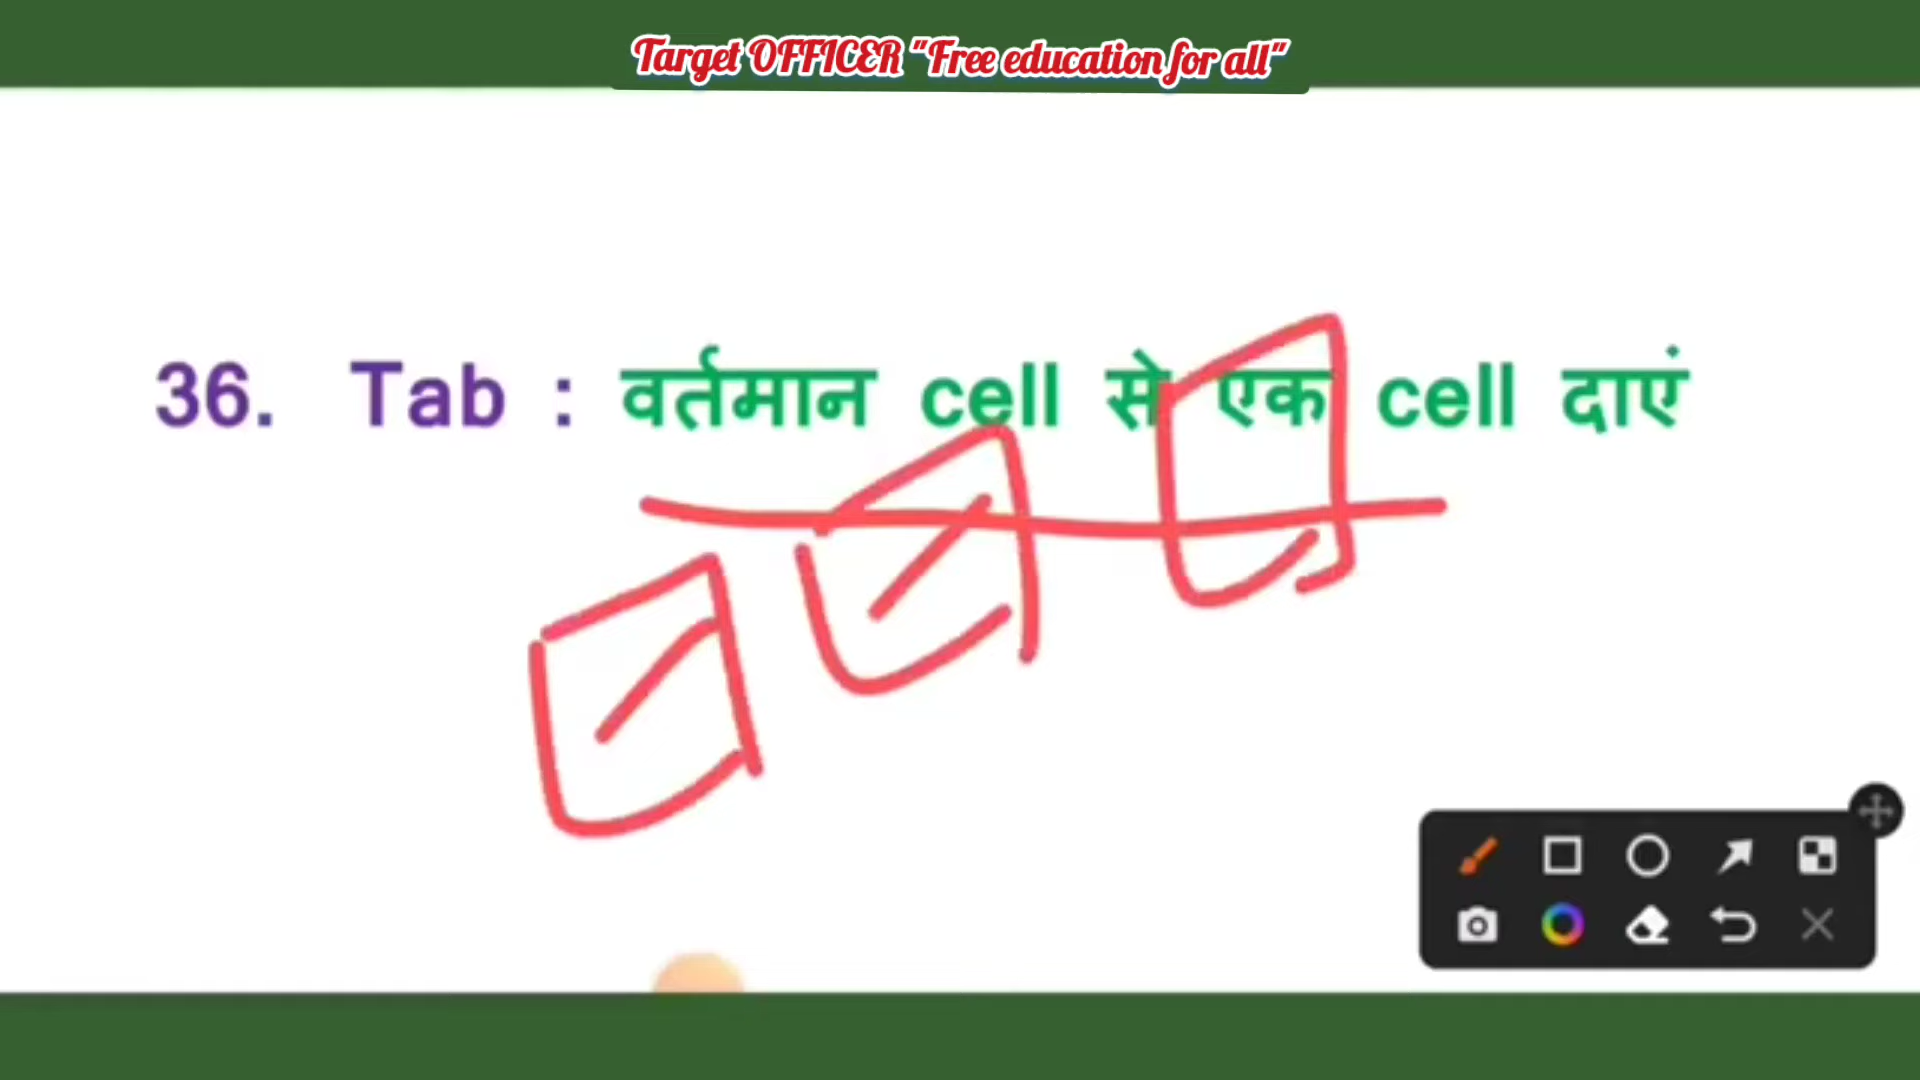 Target OFFICER "Free education for all"
36. Tab : वर्तमान cell से एक cell दाएं